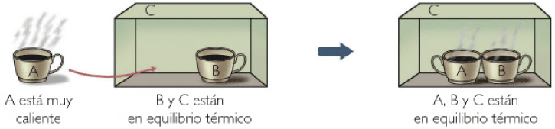 C
A
B
A está muy
caliente
B y C están
en equilibrio térmico
C
A
B
A, B y C están
en equilibrio térmico